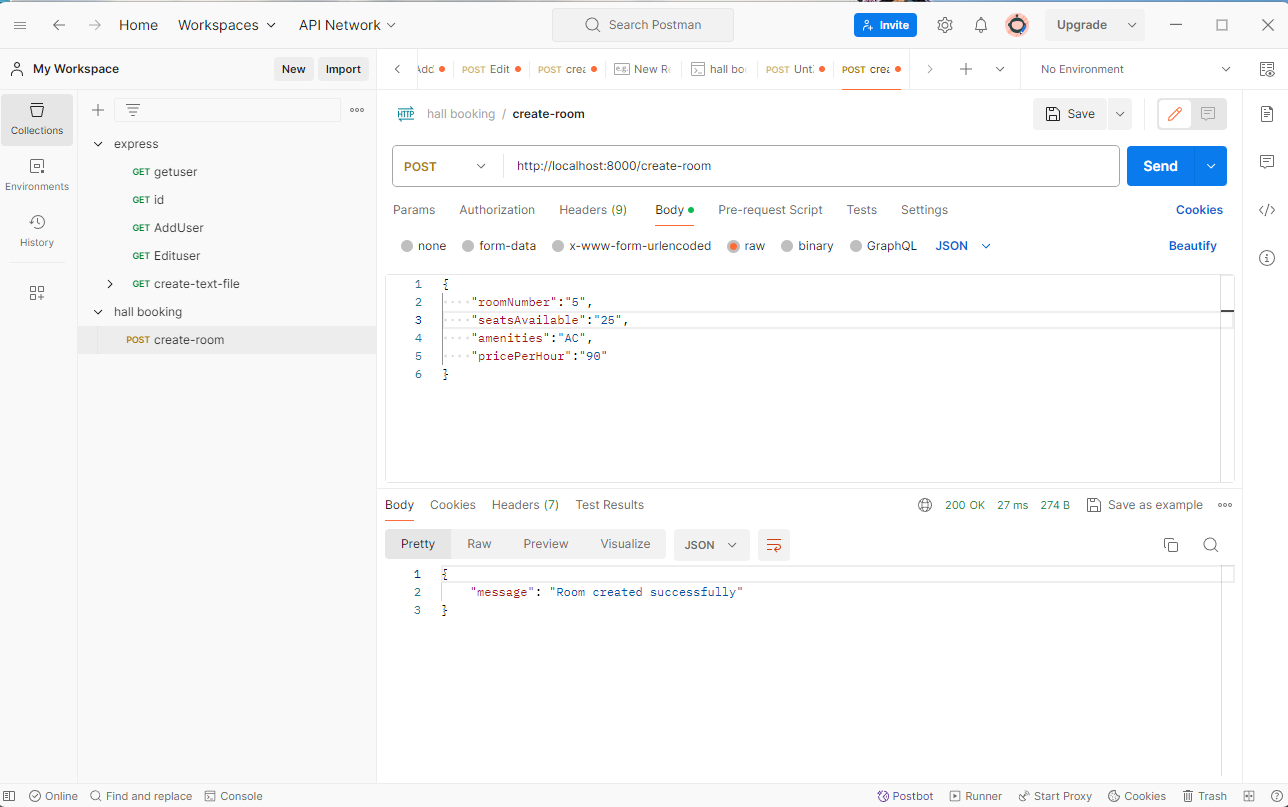 Home Workspaces API Network Search Postman Invite Upgrade
My Workspace New Import POST Edit POST New hall POST POST No Environment
Collections
Environments
History
express
GET getuser
GET id
GET AddUser
GET Edituser
GET create-text-file
hall booking
POST create-room
HTTP hall booking / create-room Save
POST http://localhost:8000/create-room Send
Params Authorization Headers (9) Body Pre-request Script Tests Settings Cookies
none form-data x-www-form-urlencoded raw binary GraphQL JSON Beautify
1 {
2 "roomNumber":"5",
3 "seatsAvailable":"25",
4 "amenities":"AC",
5 "pricePerHour":"90"
6 }
Body Cookies Headers (7) Test Results 200 OK 27 ms 274 B Save as example
Pretty Raw Preview Visualize JSON
1 {
2 "message": "Room created successfully"
3 }
Online Find and replace Console Postbot Runner Start Proxy Cookies Trash